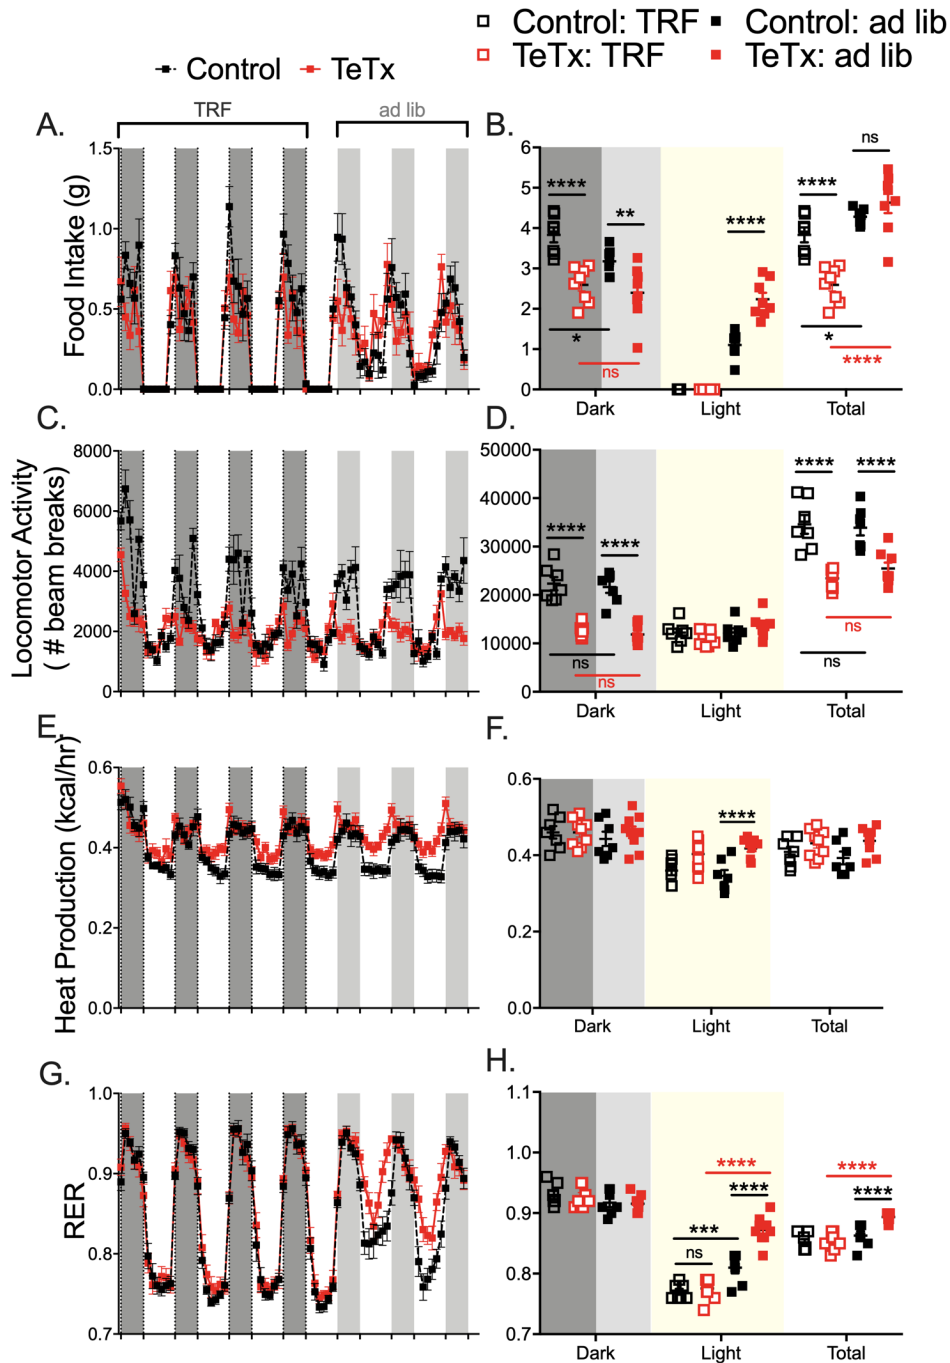 Control: TRF Control: ad lib
TeTx: TRF TeTx: ad lib
Control TeTx
TRF ad lib
A.
Food Intake (g)
1.5
1.0
0.5
0.0
B.
6
5
4
3
2
1
0
**** ** **** **** ns
* ns * ****
Dark Light Total
C.
Locomotor Activity
( # beam breaks)
8000
6000
4000
2000
0
D.
50000
40000
30000
20000
10000
0
**** **** **** ****
ns ns ns ns
Dark Light Total
E.
Heat Production (kcal/hr)
0.6
0.4
0.2
0.0
F.
0.6
0.4
0.2
0.0
****
Dark Light Total
G.
RER
1.0
0.9
0.8
0.7
H.
1.1
1.0
0.9
0.8
0.7
**** ****
**** ****
***
ns
Dark Light Total